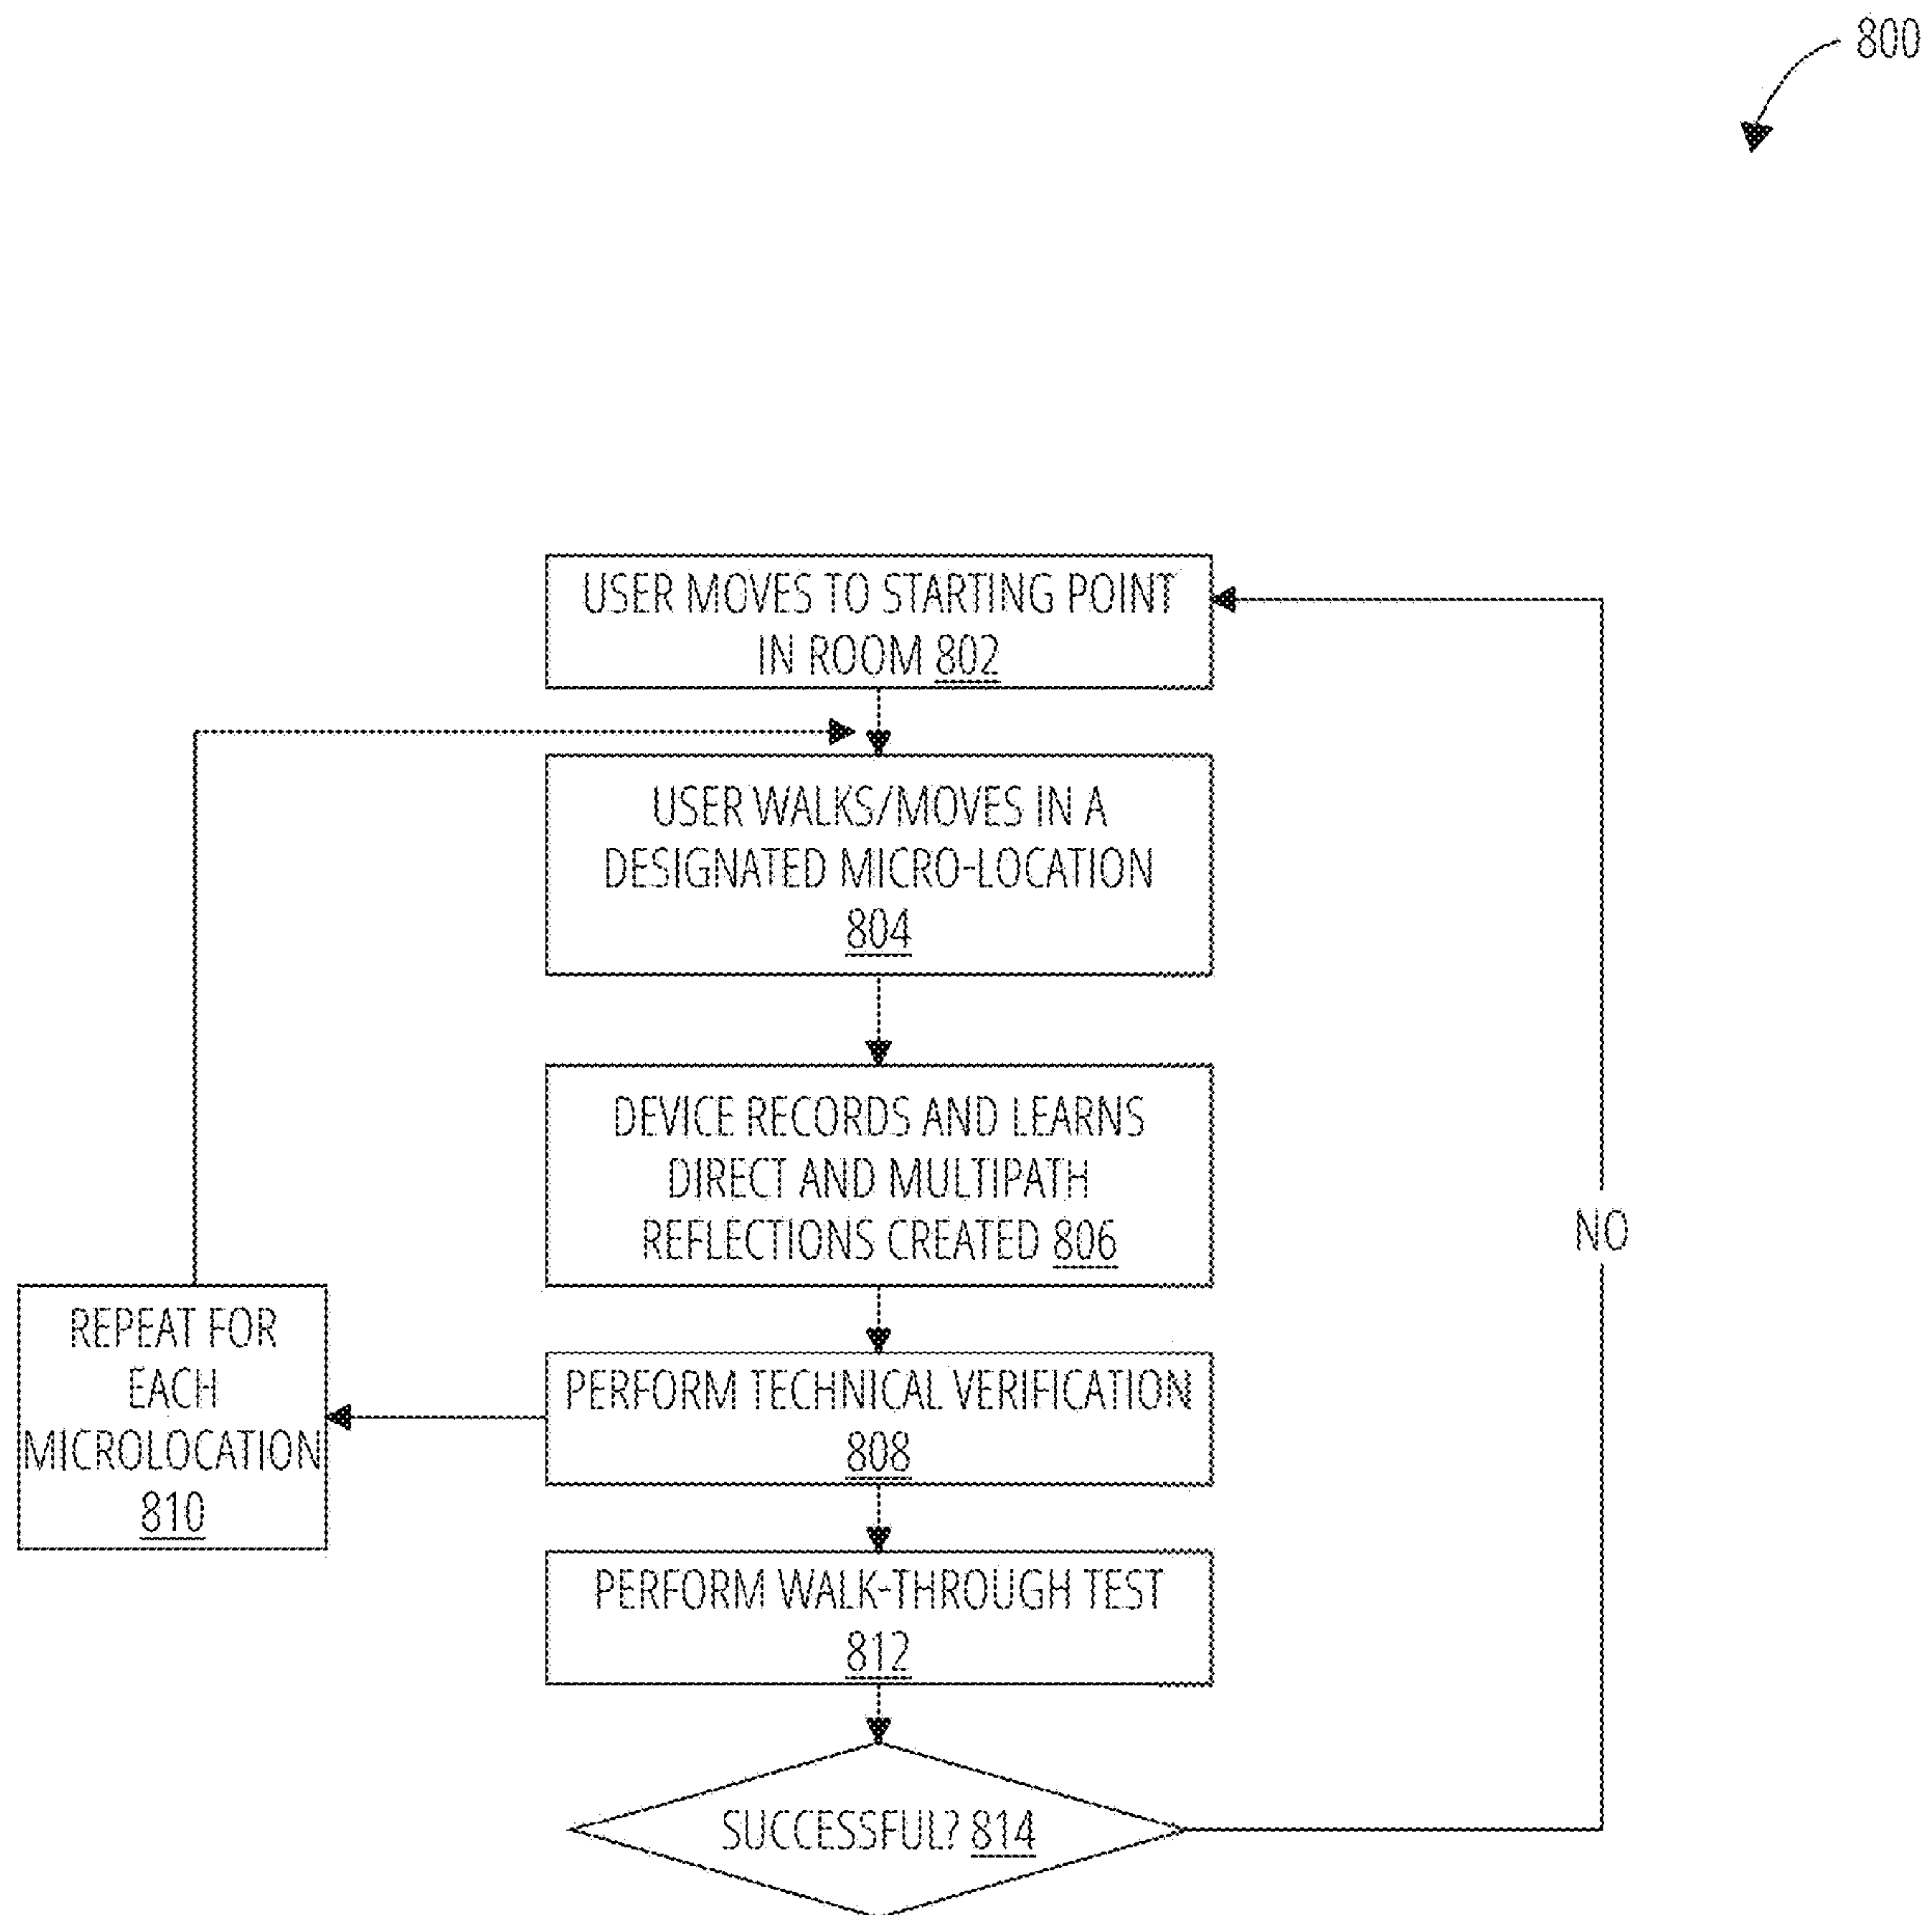 800
USER MOVES TO STARTING POINT
IN ROOM 802
USER WALKS/MOVES IN A
DESIGNATED MICRO-LOCATION
804
DEVICE RECORDS AND LEARNS
DIRECT AND MULTIPATH
REFLECTIONS CREATED 806
NO
REPEAT FOR
EACH
MICROLOCATION
810
PERFORM TECHNICAL VERIFICATION
808
PERFORM WALK-THROUGH TEST
812
SUCCESSFUL? 814